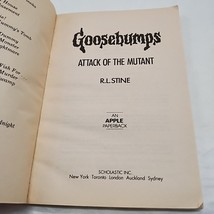 Goosebumps
ATTACK OF THE MUTANT
R.L. STINE
AN
APPLE
PAPERBACK
SCHOLASTIC INC.
New York Toronto London Auckland Sydney